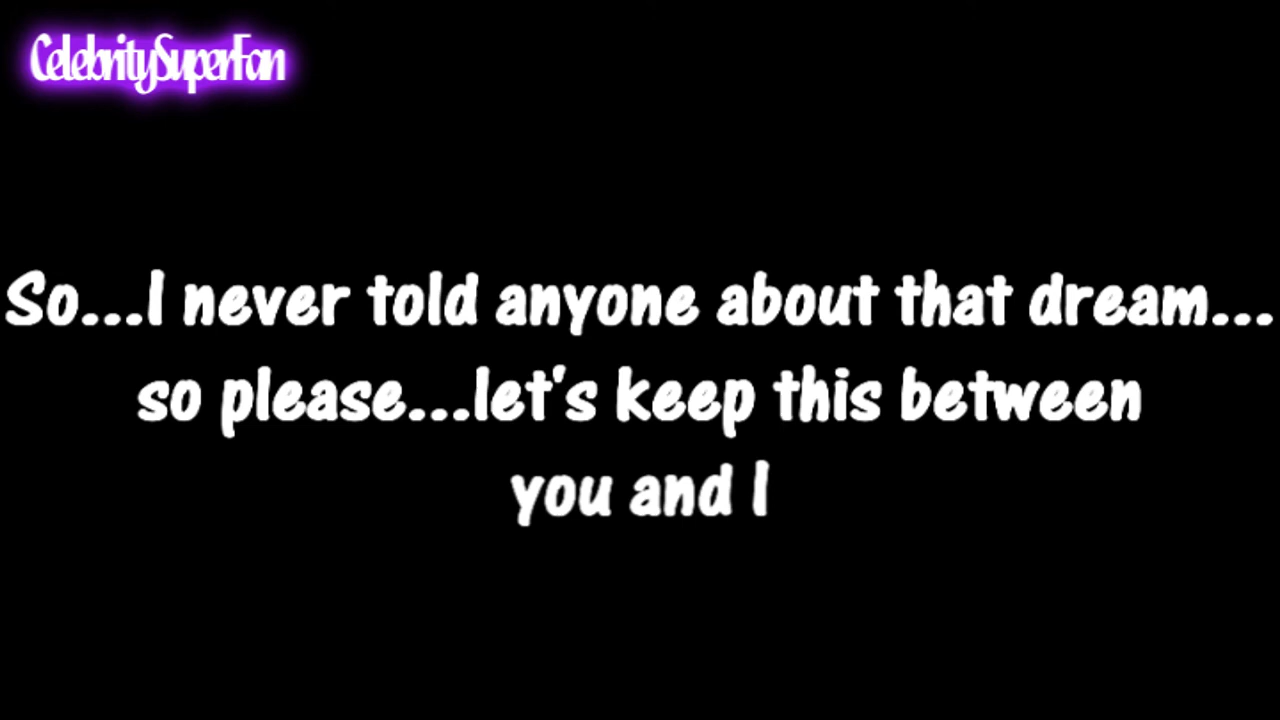 CelebritySuperFan
So...I never told anyone about that dream...
so please...let's keep this between
you and I